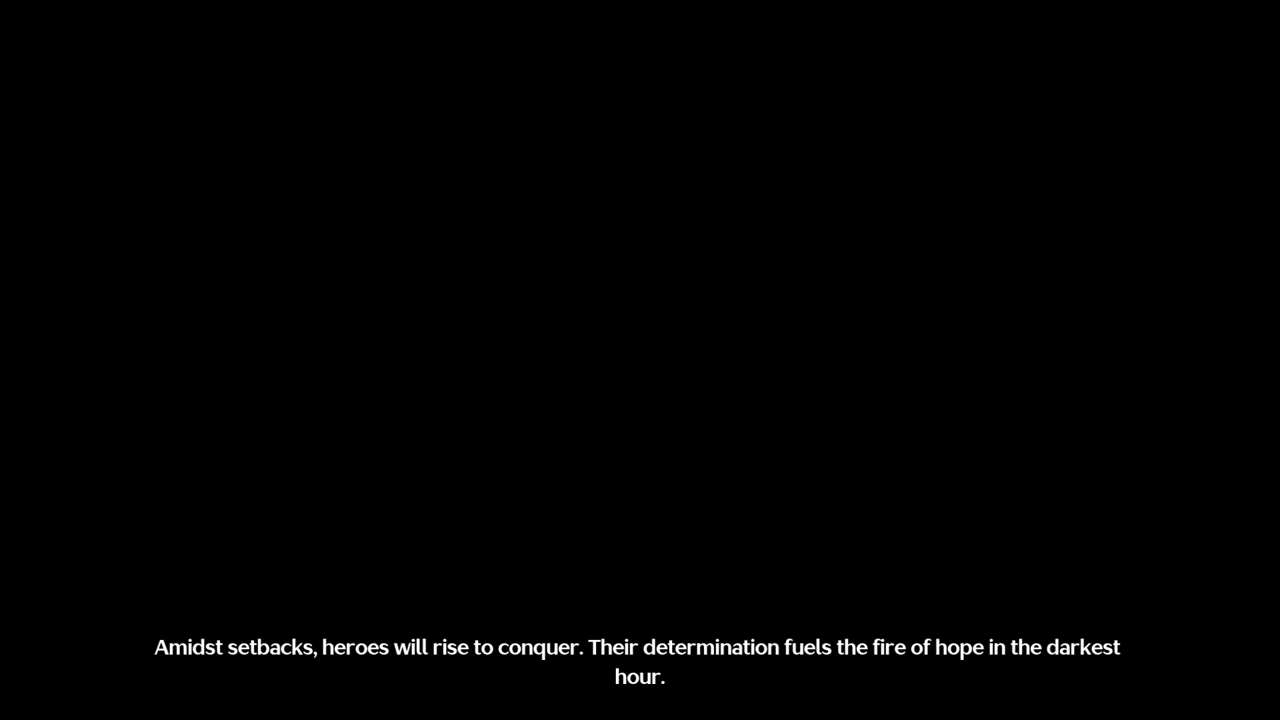 Amidst setbacks, heroes will rise to conquer. Their determination fuels the fire of hope in the darkest
hour.